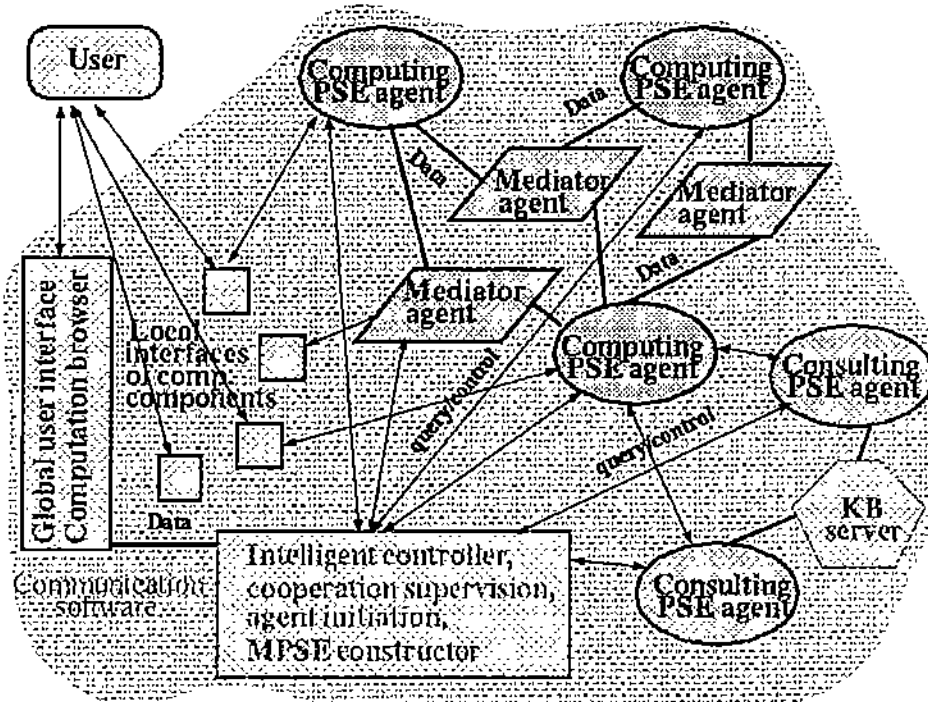 User
Computing
PSE agent
Computing
PSE agent
Data
Data
Mediator
agent
Mediator
agent
Data
Global user interface
Computation browser
Local
interfaces
of comp
components
Mediator
agent
Computing
PSE agent
Consulting
PSE agent
query/control
query/control
Data
KB
server
Intelligent controller,
cooperation supervision,
agent initiation,
MPSE constructor
Communication
software
Consulting
PSE agent